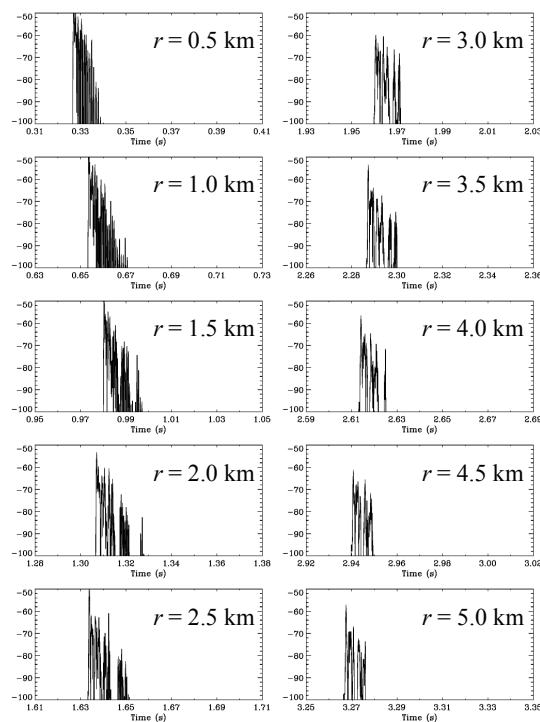 -50
-60
-70
-80
-90
-100
0.31 0.33 0.35 0.37 0.39 0.41
Time (s)
r = 0.5 km
-50
-60
-70
-80
-90
-100
0.63 0.65 0.67 0.69 0.71 0.73
Time (s)
r = 1.0 km
-50
-60
-70
-80
-90
-100
0.95 0.97 0.99 1.01 1.03 1.05
Time (s)
r = 1.5 km
-50
-60
-70
-80
-90
-100
1.28 1.30 1.32 1.34 1.36 1.38
Time (s)
r = 2.0 km
-50
-60
-70
-80
-90
-100
1.61 1.63 1.65 1.67 1.69 1.71
Time (s)
r = 2.5 km
-50
-60
-70
-80
-90
-100
1.93 1.95 1.97 1.99 2.01 2.03
Time (s)
r = 3.0 km
-50
-60
-70
-80
-90
-100
2.26 2.28 2.30 2.32 2.34 2.36
Time (s)
r = 3.5 km
-50
-60
-70
-80
-90
-100
2.59 2.61 2.63 2.65 2.67 2.69
Time (s)
r = 4.0 km
-50
-60
-70
-80
-90
-100
2.92 2.94 2.96 2.98 3.00 3.02
Time (s)
r = 4.5 km
-50
-60
-70
-80
-90
-100
3.25 3.27 3.29 3.31 3.33 3.35
Time (s)
r = 5.0 km